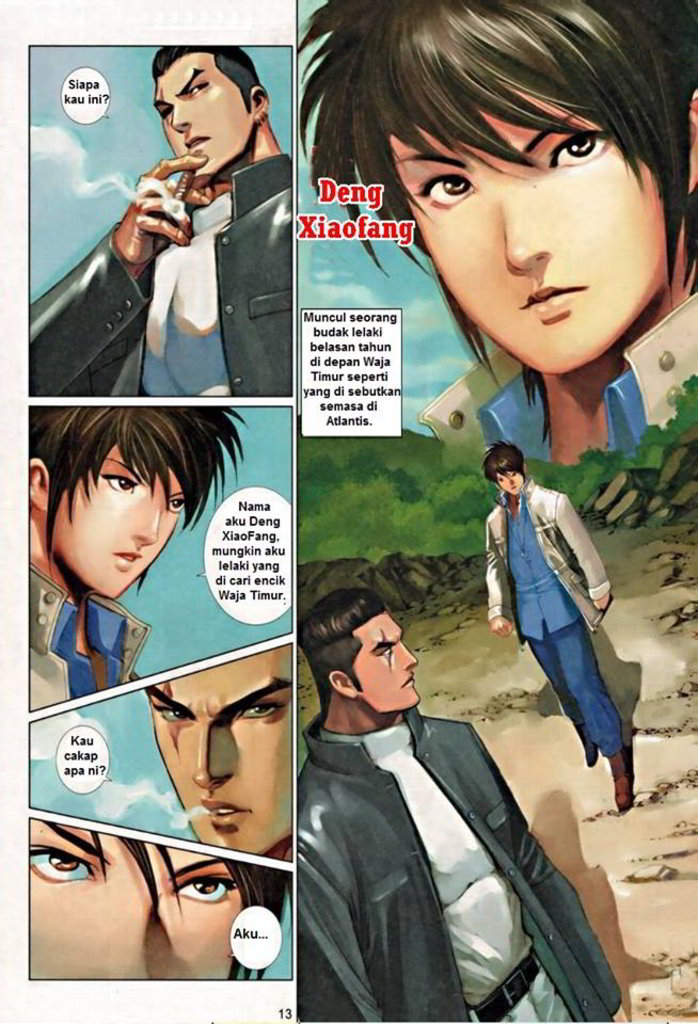 Siapa
kau ini?
Nama
aku Deng
XiaoFang,
mungkin aku
lelaki yang
di cari encik
Waja Timur.
Kau
cakap
apa ni?
Aku...
13
Deng
Xiaofang
Muncul seorang
budak lelaki
belasan tahun
di depan Waja
Timur seperti
yang di sebutkan
semasa di
Atlantis.